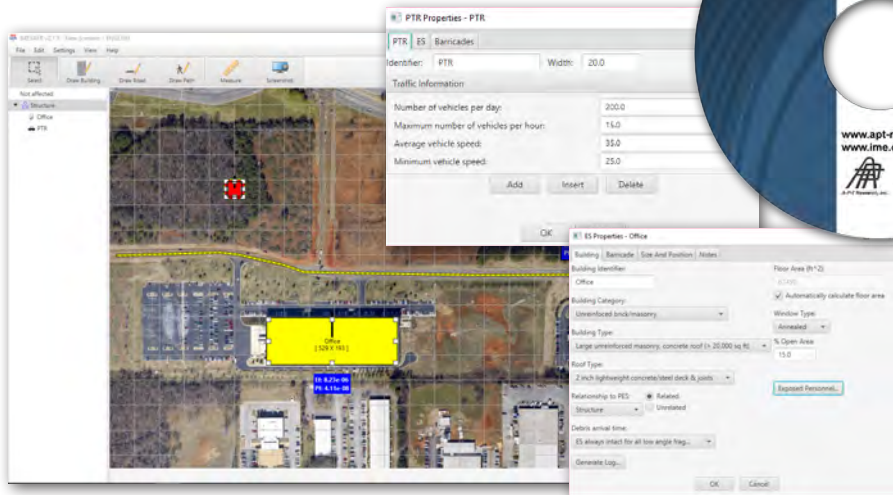 PTR Properties - PTR
PTR ES Barricades
Identifier: PTR Width: 20.0
Traffic Information
Number of vehicles per day: 200.0
Maximum number of vehicles per hour: 15.0
Average vehicle speed: 35.0
Minimum vehicle speed: 25.0
Add Insert Delete
OK
www.apt-r
www.ime.o
File Edit Settings View Help
Select Draw Building Draw Road Draw Path Measure Screenshot
Not affected
Structure
Office
PTR
Office
[ 329 X 193 ]
ES Properties - Office
Building Barricade Size And Position Notes
Building Identifier: Floor Area (ft^2):
Office
Automatically calculate floor area
Building Category: Window Type:
Unreinforced brick/masonry Annealed
Building Type: % Open Area:
Large unreinforced masonry, concrete roof (> 20,000 sq ft) 15.0
Roof Type:
2 inch lightweight concrete/steel deck & joists
Exposed Personnel...
Relationship to PES: Related
Structure Unrelated
Debris arrival time:
ES always intact for all low angle frag...
Generate Log...
OK Cancel